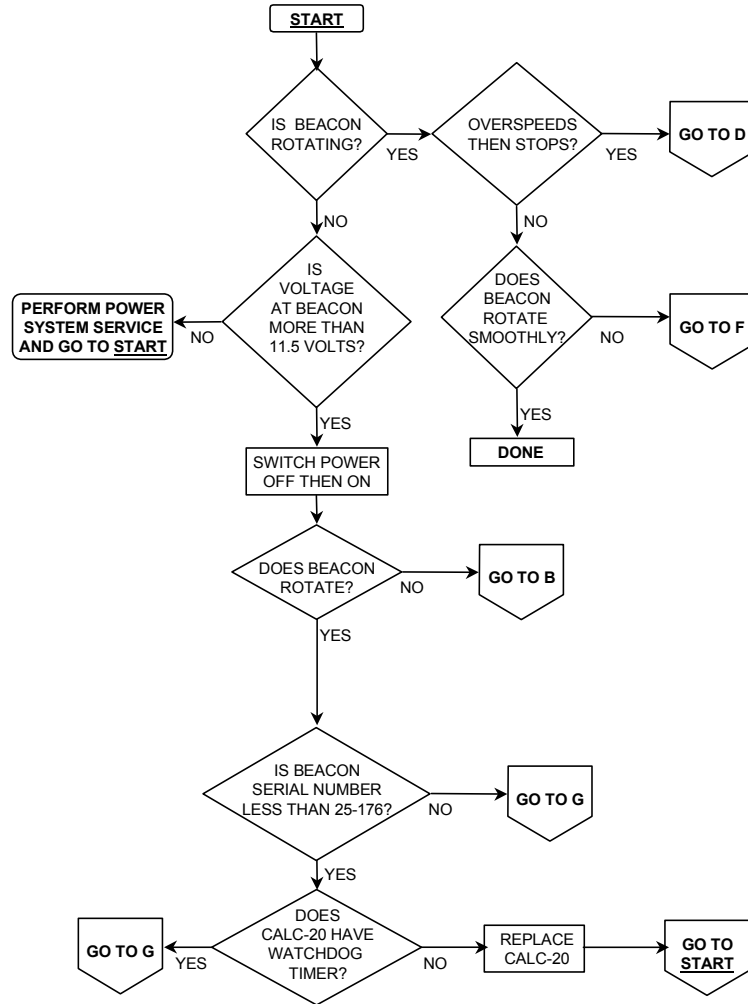 START
IS BEACON
ROTATING?
YES
OVERSPEEDS
THEN STOPS?
YES
GO TO D
NO
NO
IS
VOLTAGE
AT BEACON
MORE THAN
11.5 VOLTS?
NO
PERFORM POWER
SYSTEM SERVICE
AND GO TO START
DOES
BEACON
ROTATE
SMOOTHLY?
NO
GO TO F
YES
YES
DONE
SWITCH POWER
OFF THEN ON
DOES BEACON
ROTATE?
NO
GO TO B
YES
IS BEACON
SERIAL NUMBER
LESS THAN 25-176?
NO
GO TO G
YES
DOES
CALC-20 HAVE
WATCHDOG
TIMER?
YES
GO TO G
NO
REPLACE
CALC-20
GO TO
START